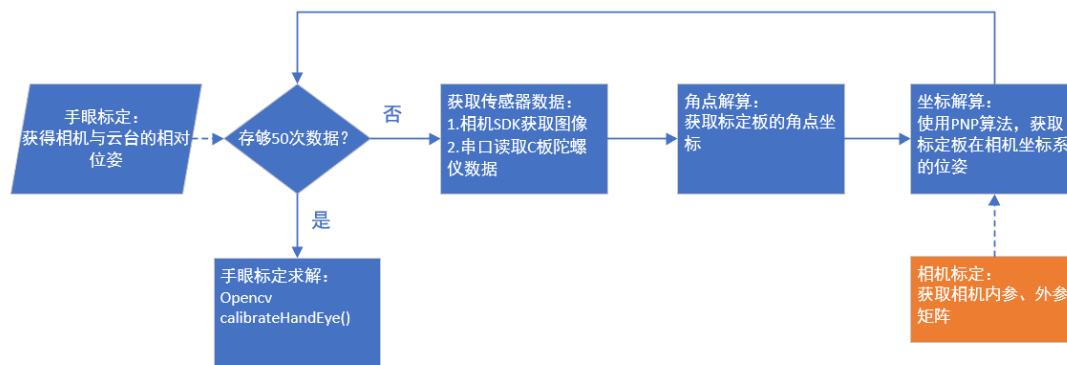 手眼标定：
获得相机与云台的相对
位姿
存够50次数据？
否
获取传感器数据：
1.相机SDK获取图像
2.串口读取C板陀螺
仪数据
角点解算：
获取标定板的角点坐
标
坐标解算：
使用PNP算法，获取
标定板在相机坐标系
的位姿
是
手眼标定求解：
Opencv
calibrateHandEye()
相机标定：
获取相机内参、外参
矩阵